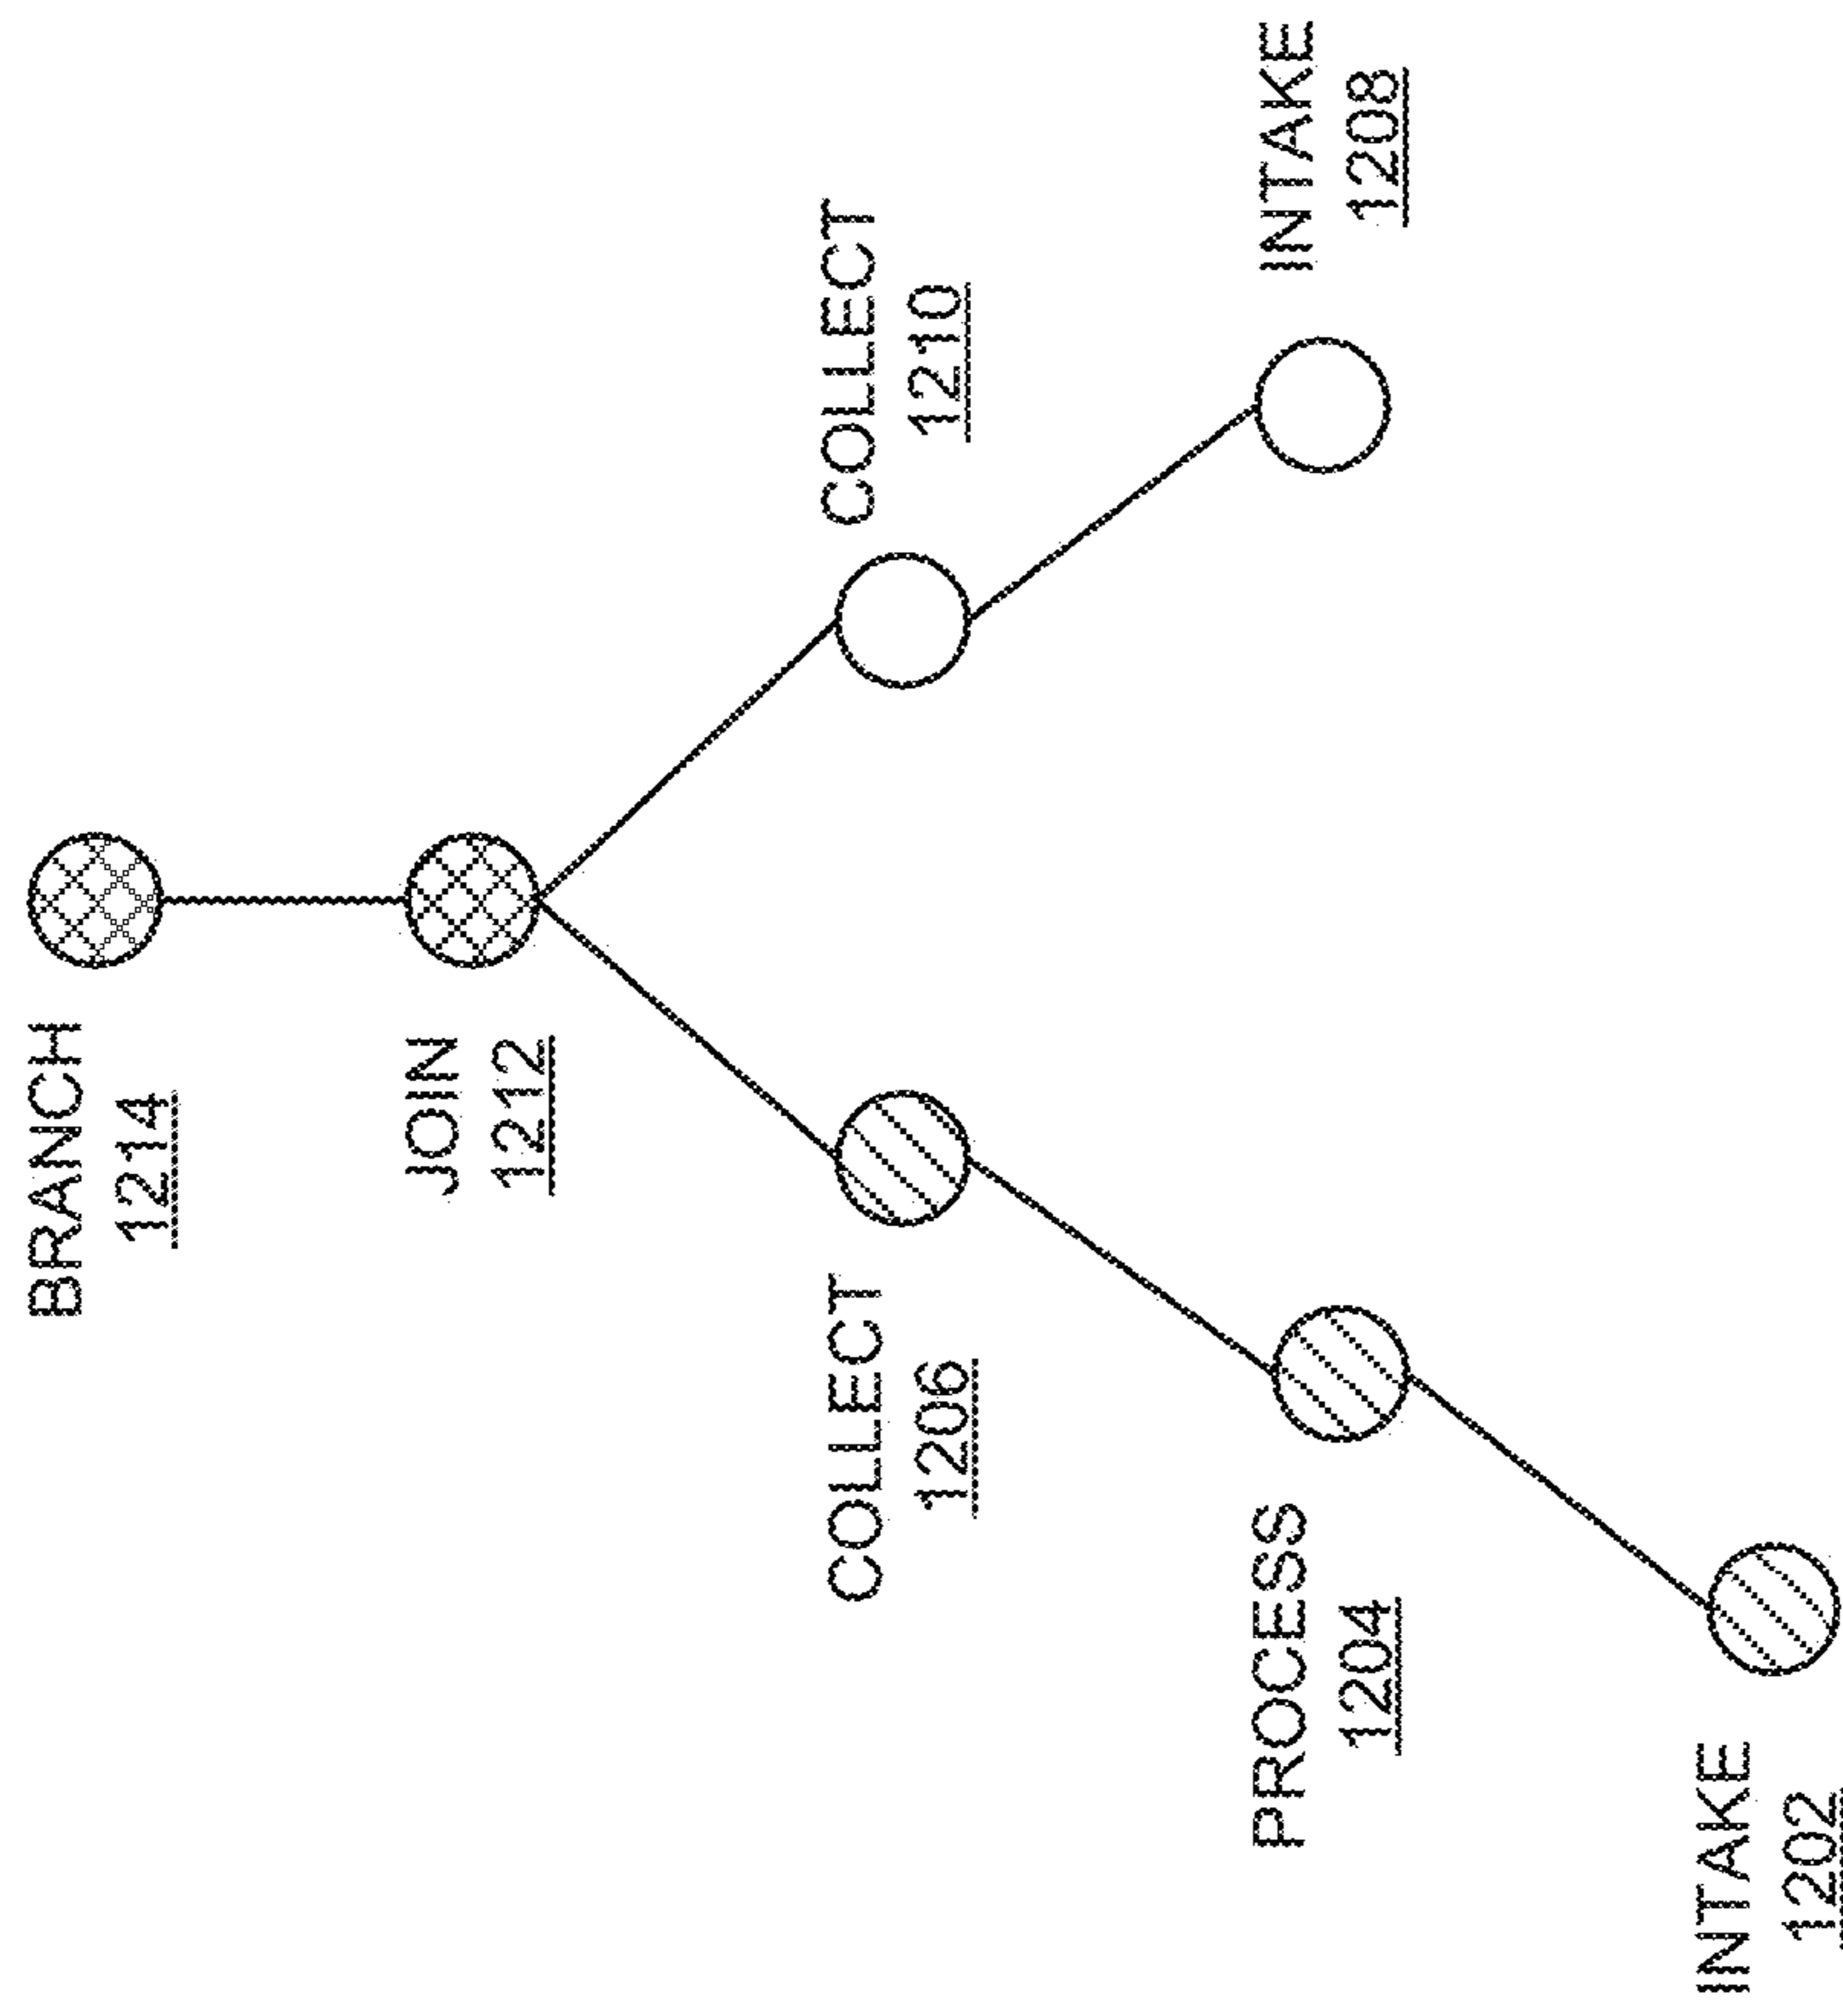 BRANCH
1214
JOIN
1212
COLLECT
1210
COLLECT
1206
INTAKE
1208
PROCESS
1204
INTAKE
1202